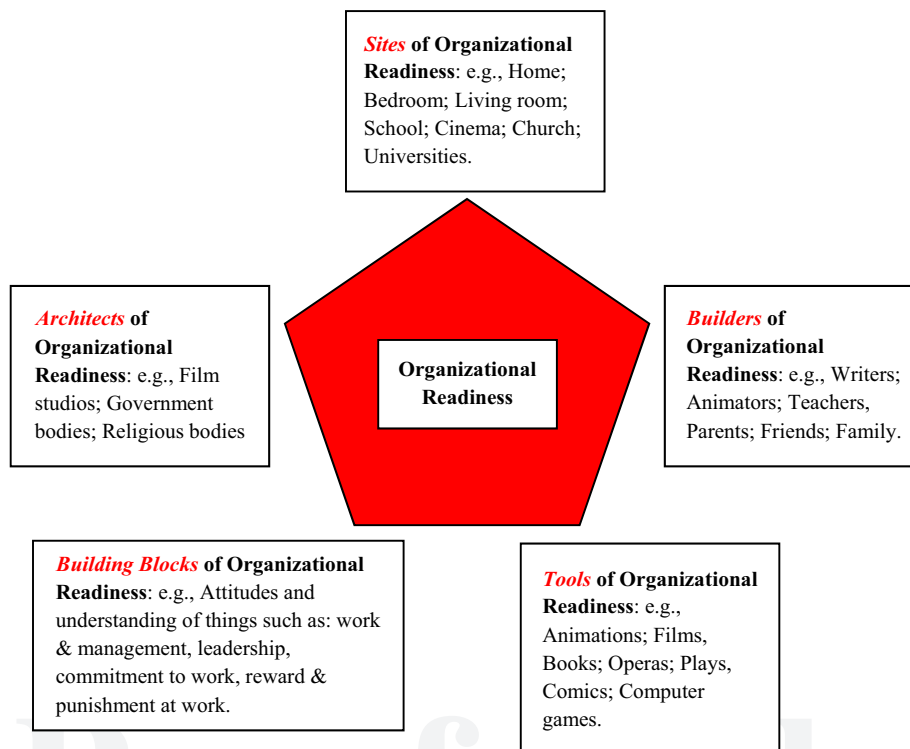 Sites of Organizational
Readiness: e.g., Home;
Bedroom; Living room;
School; Cinema; Church;
Universities.
Architects of
Organizational
Readiness: e.g., Film
studios; Government
bodies; Religious bodies
Organizational
Readiness
Builders of
Organizational
Readiness: e.g., Writers;
Animators; Teachers,
Parents; Friends; Family.
Building Blocks of Organizational
Readiness: e.g., Attitudes and
understanding of things such as: work
& management, leadership,
commitment to work, reward &
punishment at work.
Tools of Organizational
Readiness: e.g.,
Animations; Films,
Books; Operas; Plays,
Comics; Computer
games.